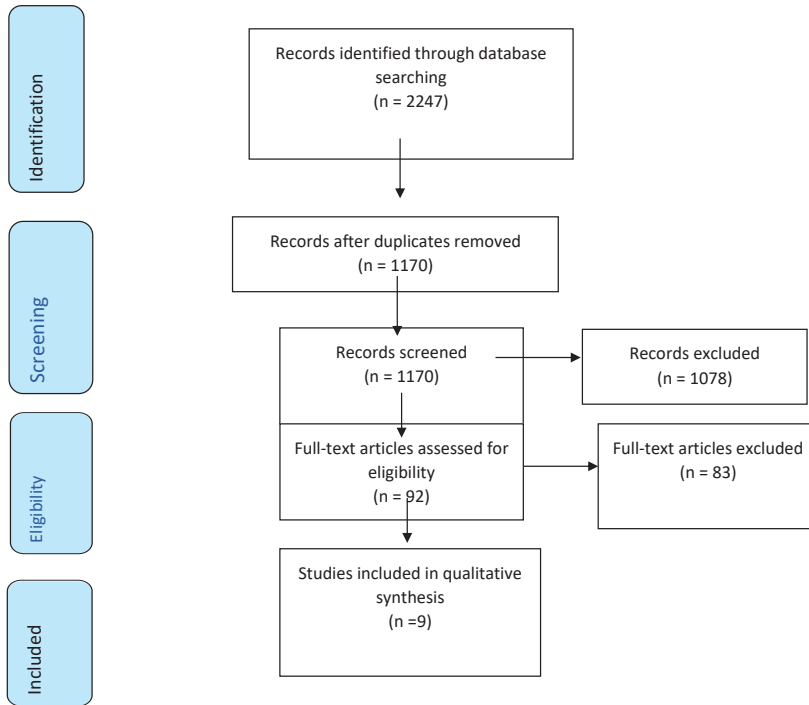 Identification
Records identified through database
searching
(n = 2247)
Screening
Records after duplicates removed
(n = 1170)
Records screened
(n = 1170)
Records excluded
(n = 1078)
Eligibility
Full-text articles assessed for
eligibility
(n = 92)
Full-text articles excluded
(n = 83)
Included
Studies included in qualitative
synthesis
(n =9)